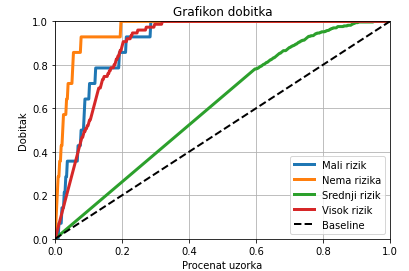 Grafikon dobitka
1.0
0.8
0.6
0.4
0.2
0.0
Dobitak
Mali rizik
Nema rizika
Srednji rizik
Visok rizik
Baseline
0.0 0.2 0.4 0.6 0.8 1.0
Procenat uzorka